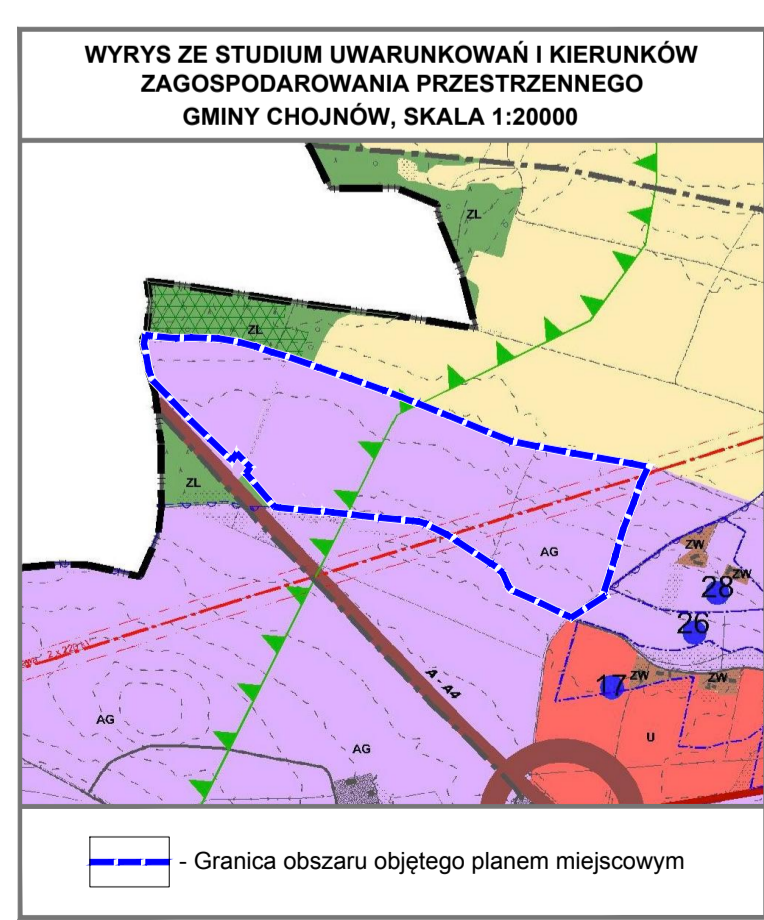 WYRYS ZE STUDIUM UWARUNKOWAŃ I KIERUNKÓW
ZAGOSPODAROWANIA PRZESTRZENNEGO
GMINY CHOJNÓW, SKALA 1:20000
ZL
ZL
ZL
AG
ZW
28
ZW
26
17
ZW
ZW
A - A4
U
AG
AG
- Granica obszaru objętego planem miejscowym